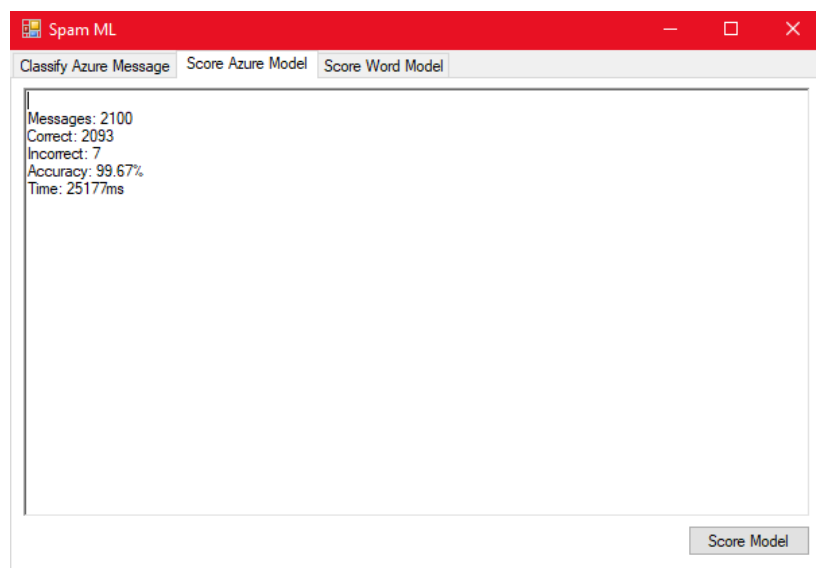 Spam ML
Classify Azure Message Score Azure Model Score Word Model
Messages: 2100
Correct: 2093
Incorrect: 7
Accuracy: 99.67%
Time: 25177ms
Score Model